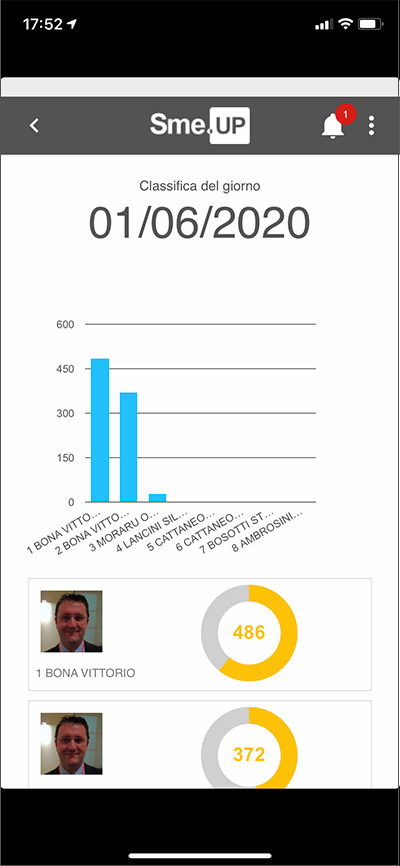 17:52
Sme.UP
1
Classifica del giorno
01/06/2020
600
450
300
150
0
1 BONA VITTO...
2 BONA VITTO...
3 MORARU O...
4 LANCINI SIL...
5 CATTANEO...
6 CATTANEO...
7 BOSOTTI ST...
8 AMBROSINI...
486
1 BONA VITTORIO
372